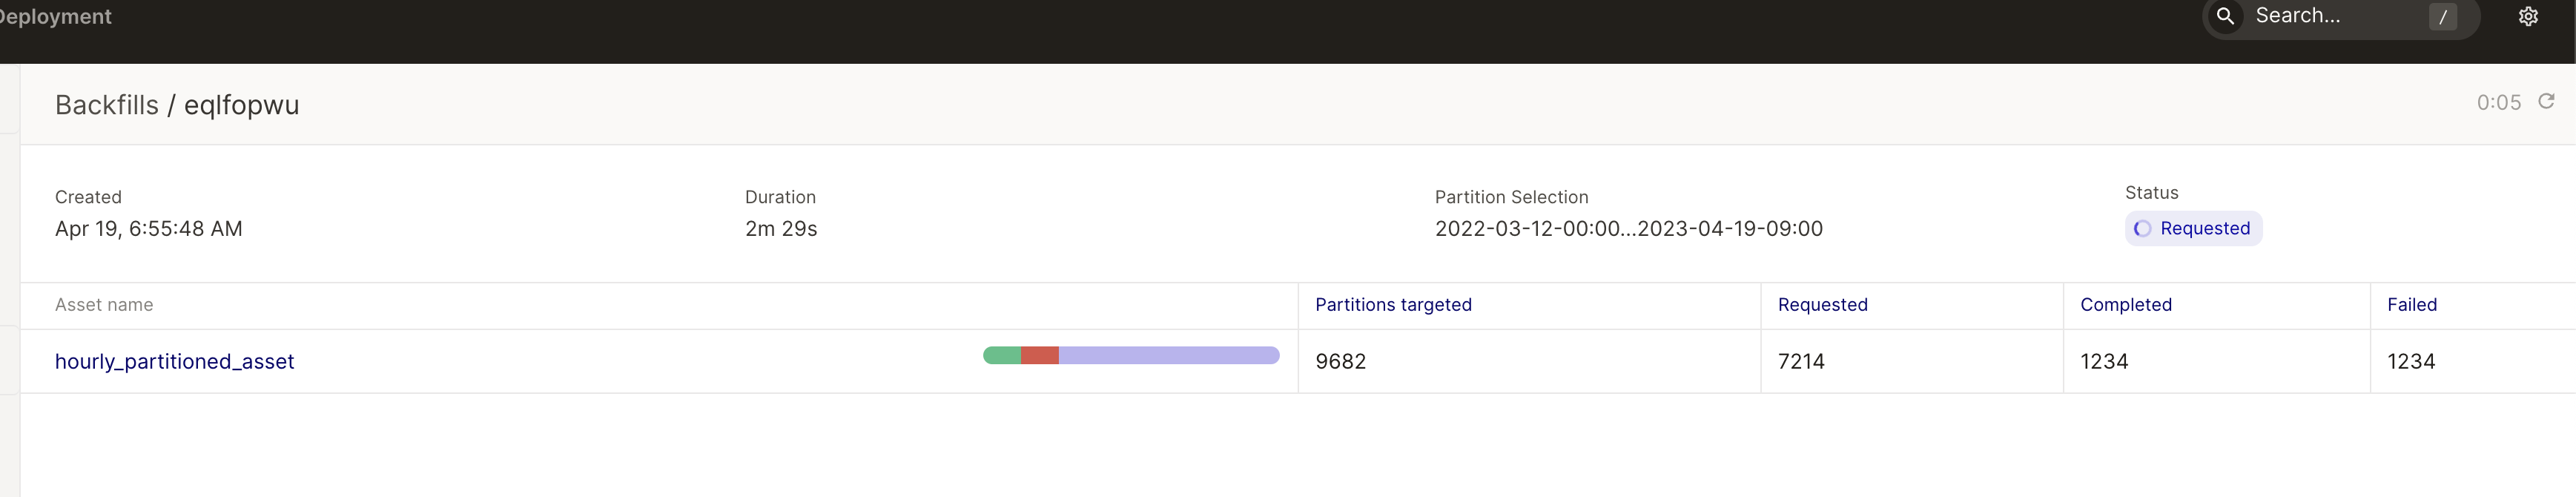 Deployment
Search...
/
Backfills / eqlfopwu
0:05
Created
Apr 19, 6:55:48 AM
Duration
2m 29s
Partition Selection
2022-03-12-00:00...2023-04-19-09:00
Status
Requested
Asset name
Partitions targeted
Requested
Completed
Failed
hourly_partitioned_asset
9682
7214
1234
1234